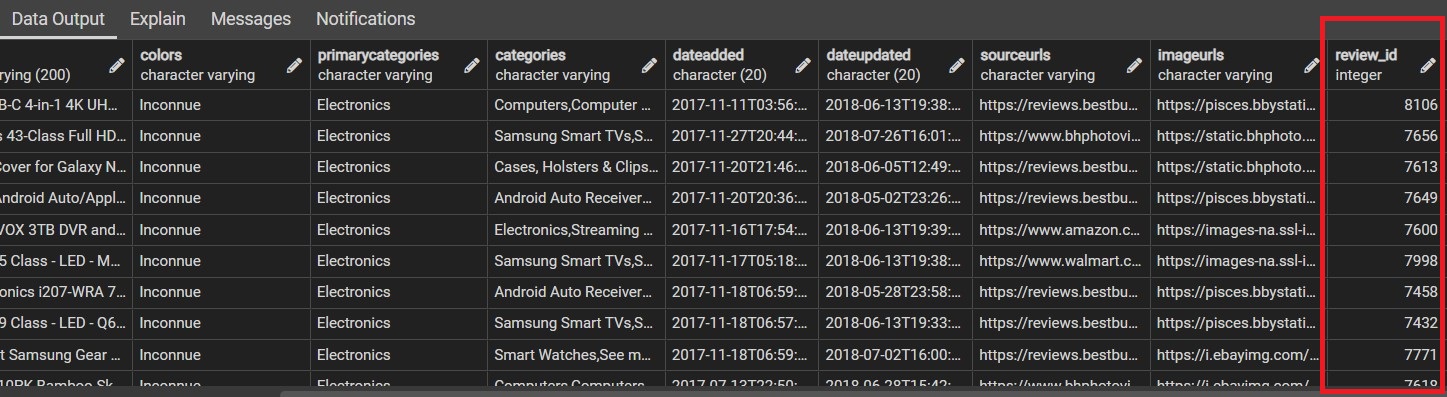 Data Output Explain Messages Notifications
colors primarycategories categories dateadded dateupdated sourceurls imageurls review_id
rying (200) character varying character varying character varying character (20) character (20) character varying character varying integer
B-C 4-in-1 4K UH... Inconnue Electronics Computers,Computer ... 2017-11-11T03:56:... 2018-06-13T19:38:... https://reviews.bestbu... https://pisces.bbystati... 8106
s 43-Class Full HD... Inconnue Electronics Samsung Smart TVs,S... 2017-11-27T20:44:... 2018-07-26T16:01:... https://www.bhphotovi... https://static.bhphoto.... 7656
Cover for Galaxy N... Inconnue Electronics Cases, Holsters & Clips... 2017-11-20T21:46:... 2018-06-05T12:49:... https://reviews.bestbu... https://static.bhphoto.... 7613
Android Auto/Appl... Inconnue Electronics Android Auto Receiver... 2017-11-20T20:36:... 2018-05-02T23:26:... https://reviews.bestbu... https://pisces.bbystati... 7649
VOX 3TB DVR and... Inconnue Electronics Electronics,Streaming ... 2017-11-16T17:54:... 2018-06-13T19:39:... https://www.amazon.c... https://images-na.ssl-i... 7600
5 Class - LED - M... Inconnue Electronics Samsung Smart TVs,S... 2017-11-17T05:18:... 2018-06-13T19:38:... https://www.walmart.c... https://images-na.ssl-i... 7998
onics i207-WRA 7... Inconnue Electronics Android Auto Receiver... 2017-11-18T06:59:... 2018-05-28T23:58:... https://reviews.bestbu... https://pisces.bbystati... 7458
9 Class - LED - Q6... Inconnue Electronics Samsung Smart TVs,S... 2017-11-18T06:57:... 2018-06-13T19:33:... https://reviews.bestbu... https://pisces.bbystati... 7432
t Samsung Gear ... Inconnue Electronics Smart Watches,See m... 2017-11-18T06:59:... 2018-07-02T16:00:... https://reviews.bestbu... https://i.ebayimg.com/... 7771
Inconnue Electronics Computers,Computers... 2017-07-13T22:50:... 2018-06-28T15:42:... https://www.bhphotovi... https://i.ebayimg.com/... 7618